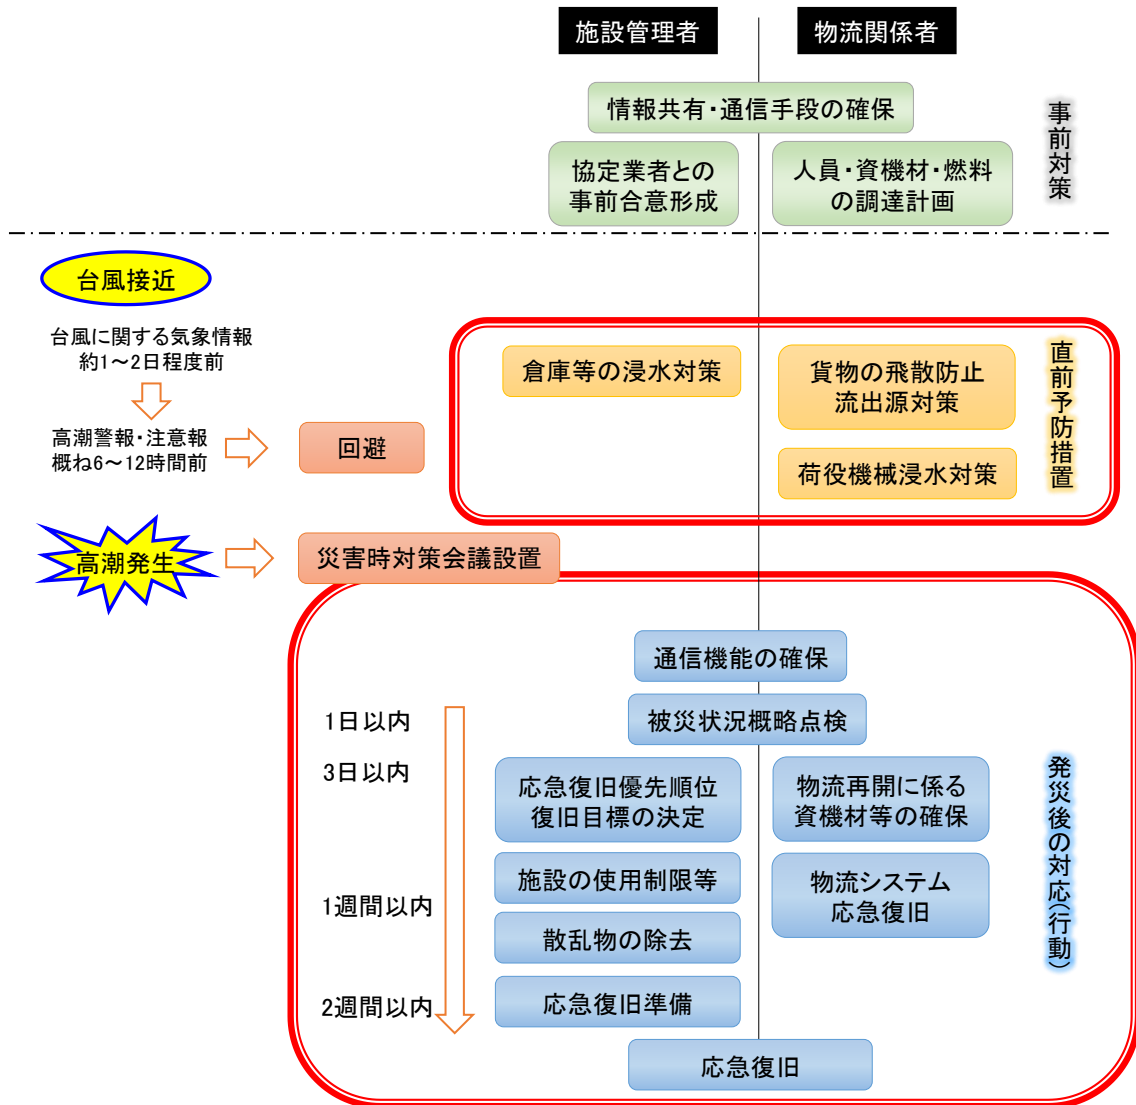 施設管理者
物流関係者
情報共有・通信手段の確保
協定業者との
事前合意形成
人員・資機材・燃料
の調達計画
事前対策
台風接近
台風に関する気象情報
約1～2日程度前
高潮警報・注意報
概ね6～12時間前
回避
倉庫等の浸水対策
貨物の飛散防止
流出源対策
荷役機械浸水対策
直前予防措置
高潮発生
災害時対策会議設置
通信機能の確保
1日以内
被災状況概略点検
3日以内
応急復旧優先順位
復旧目標の決定
物流再開に係る
資機材等の確保
施設の使用制限等
物流システム
応急復旧
1週間以内
散乱物の除去
2週間以内
応急復旧準備
応急復旧
発災後の対応（行動）